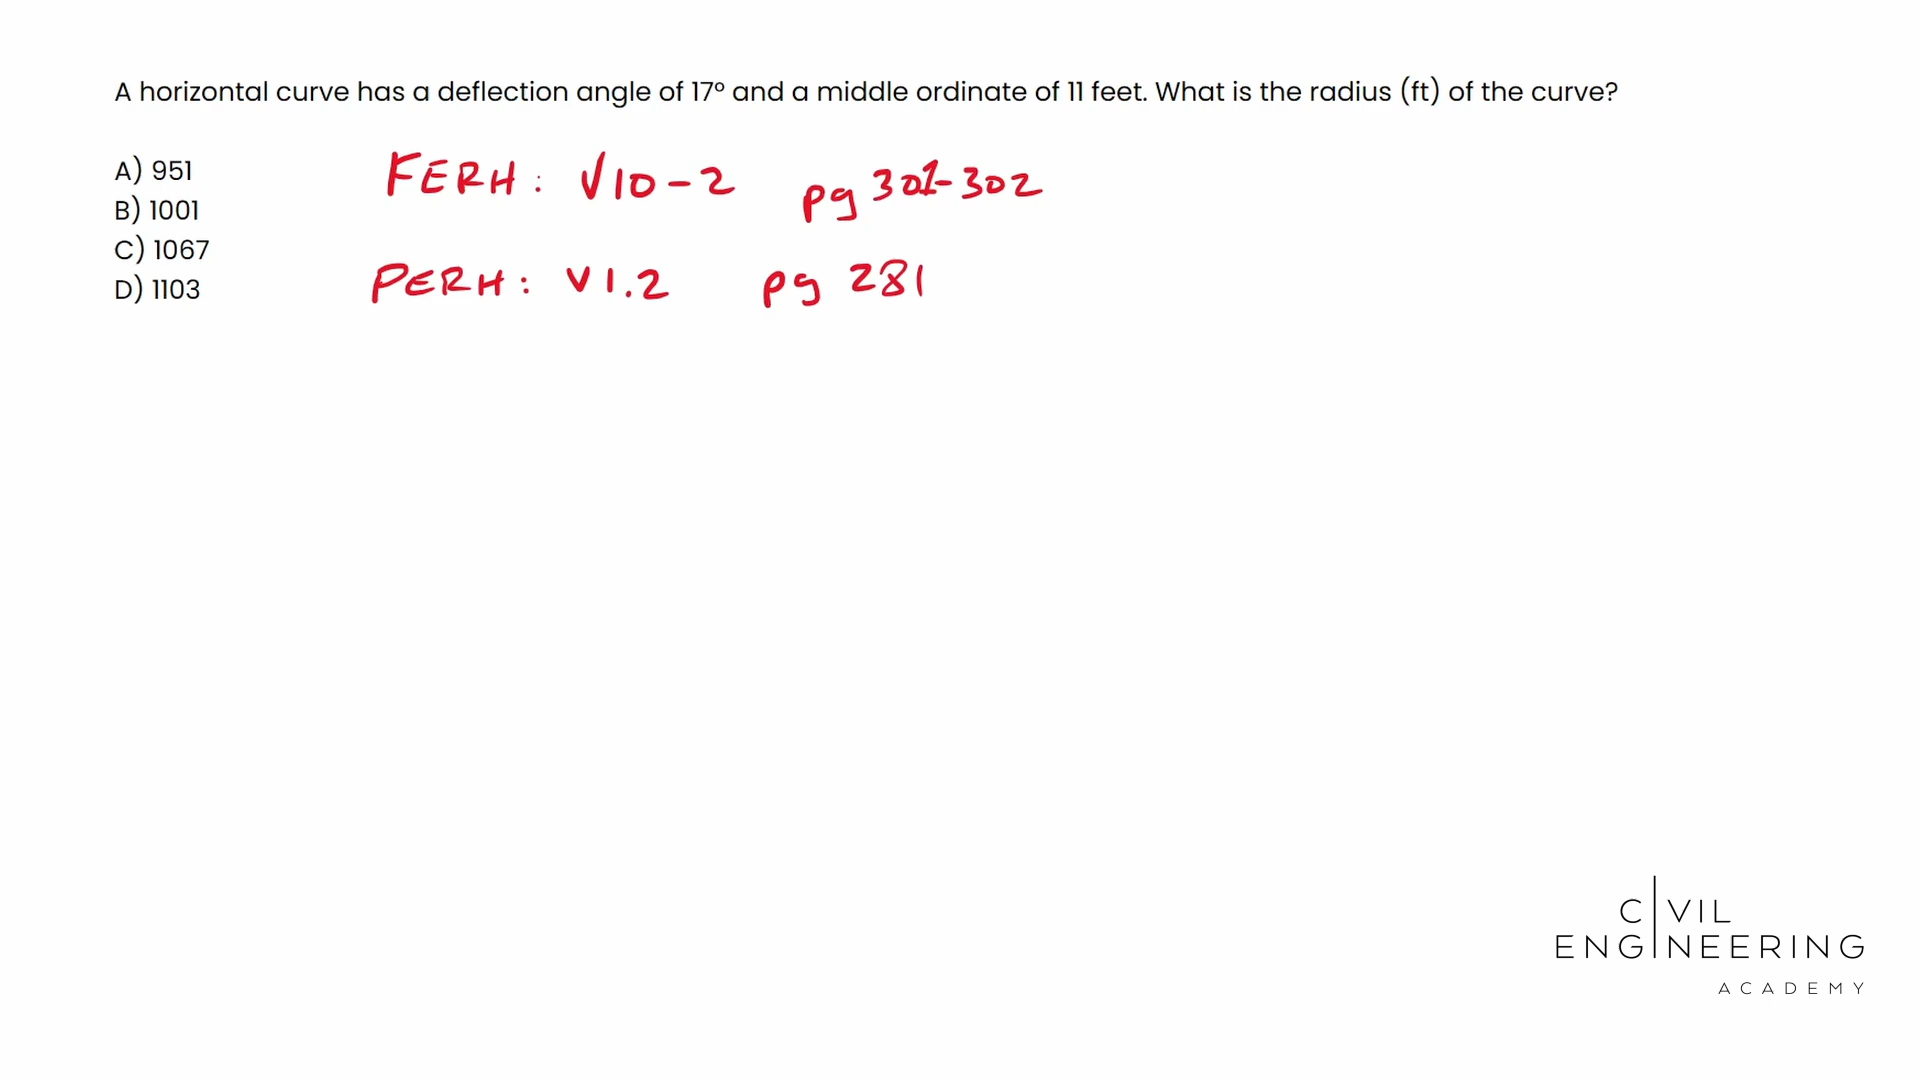 A horizontal curve has a deflection angle of 17º and a middle ordinate of 11 feet. What is the radius (ft) of the curve?
A) 951
B) 1001
C) 1067
D) 1103
FERH: V10-2 pg 301-302
PERH: V1.2 pg 281
CIVIL
ENGINEERING
ACADEMY